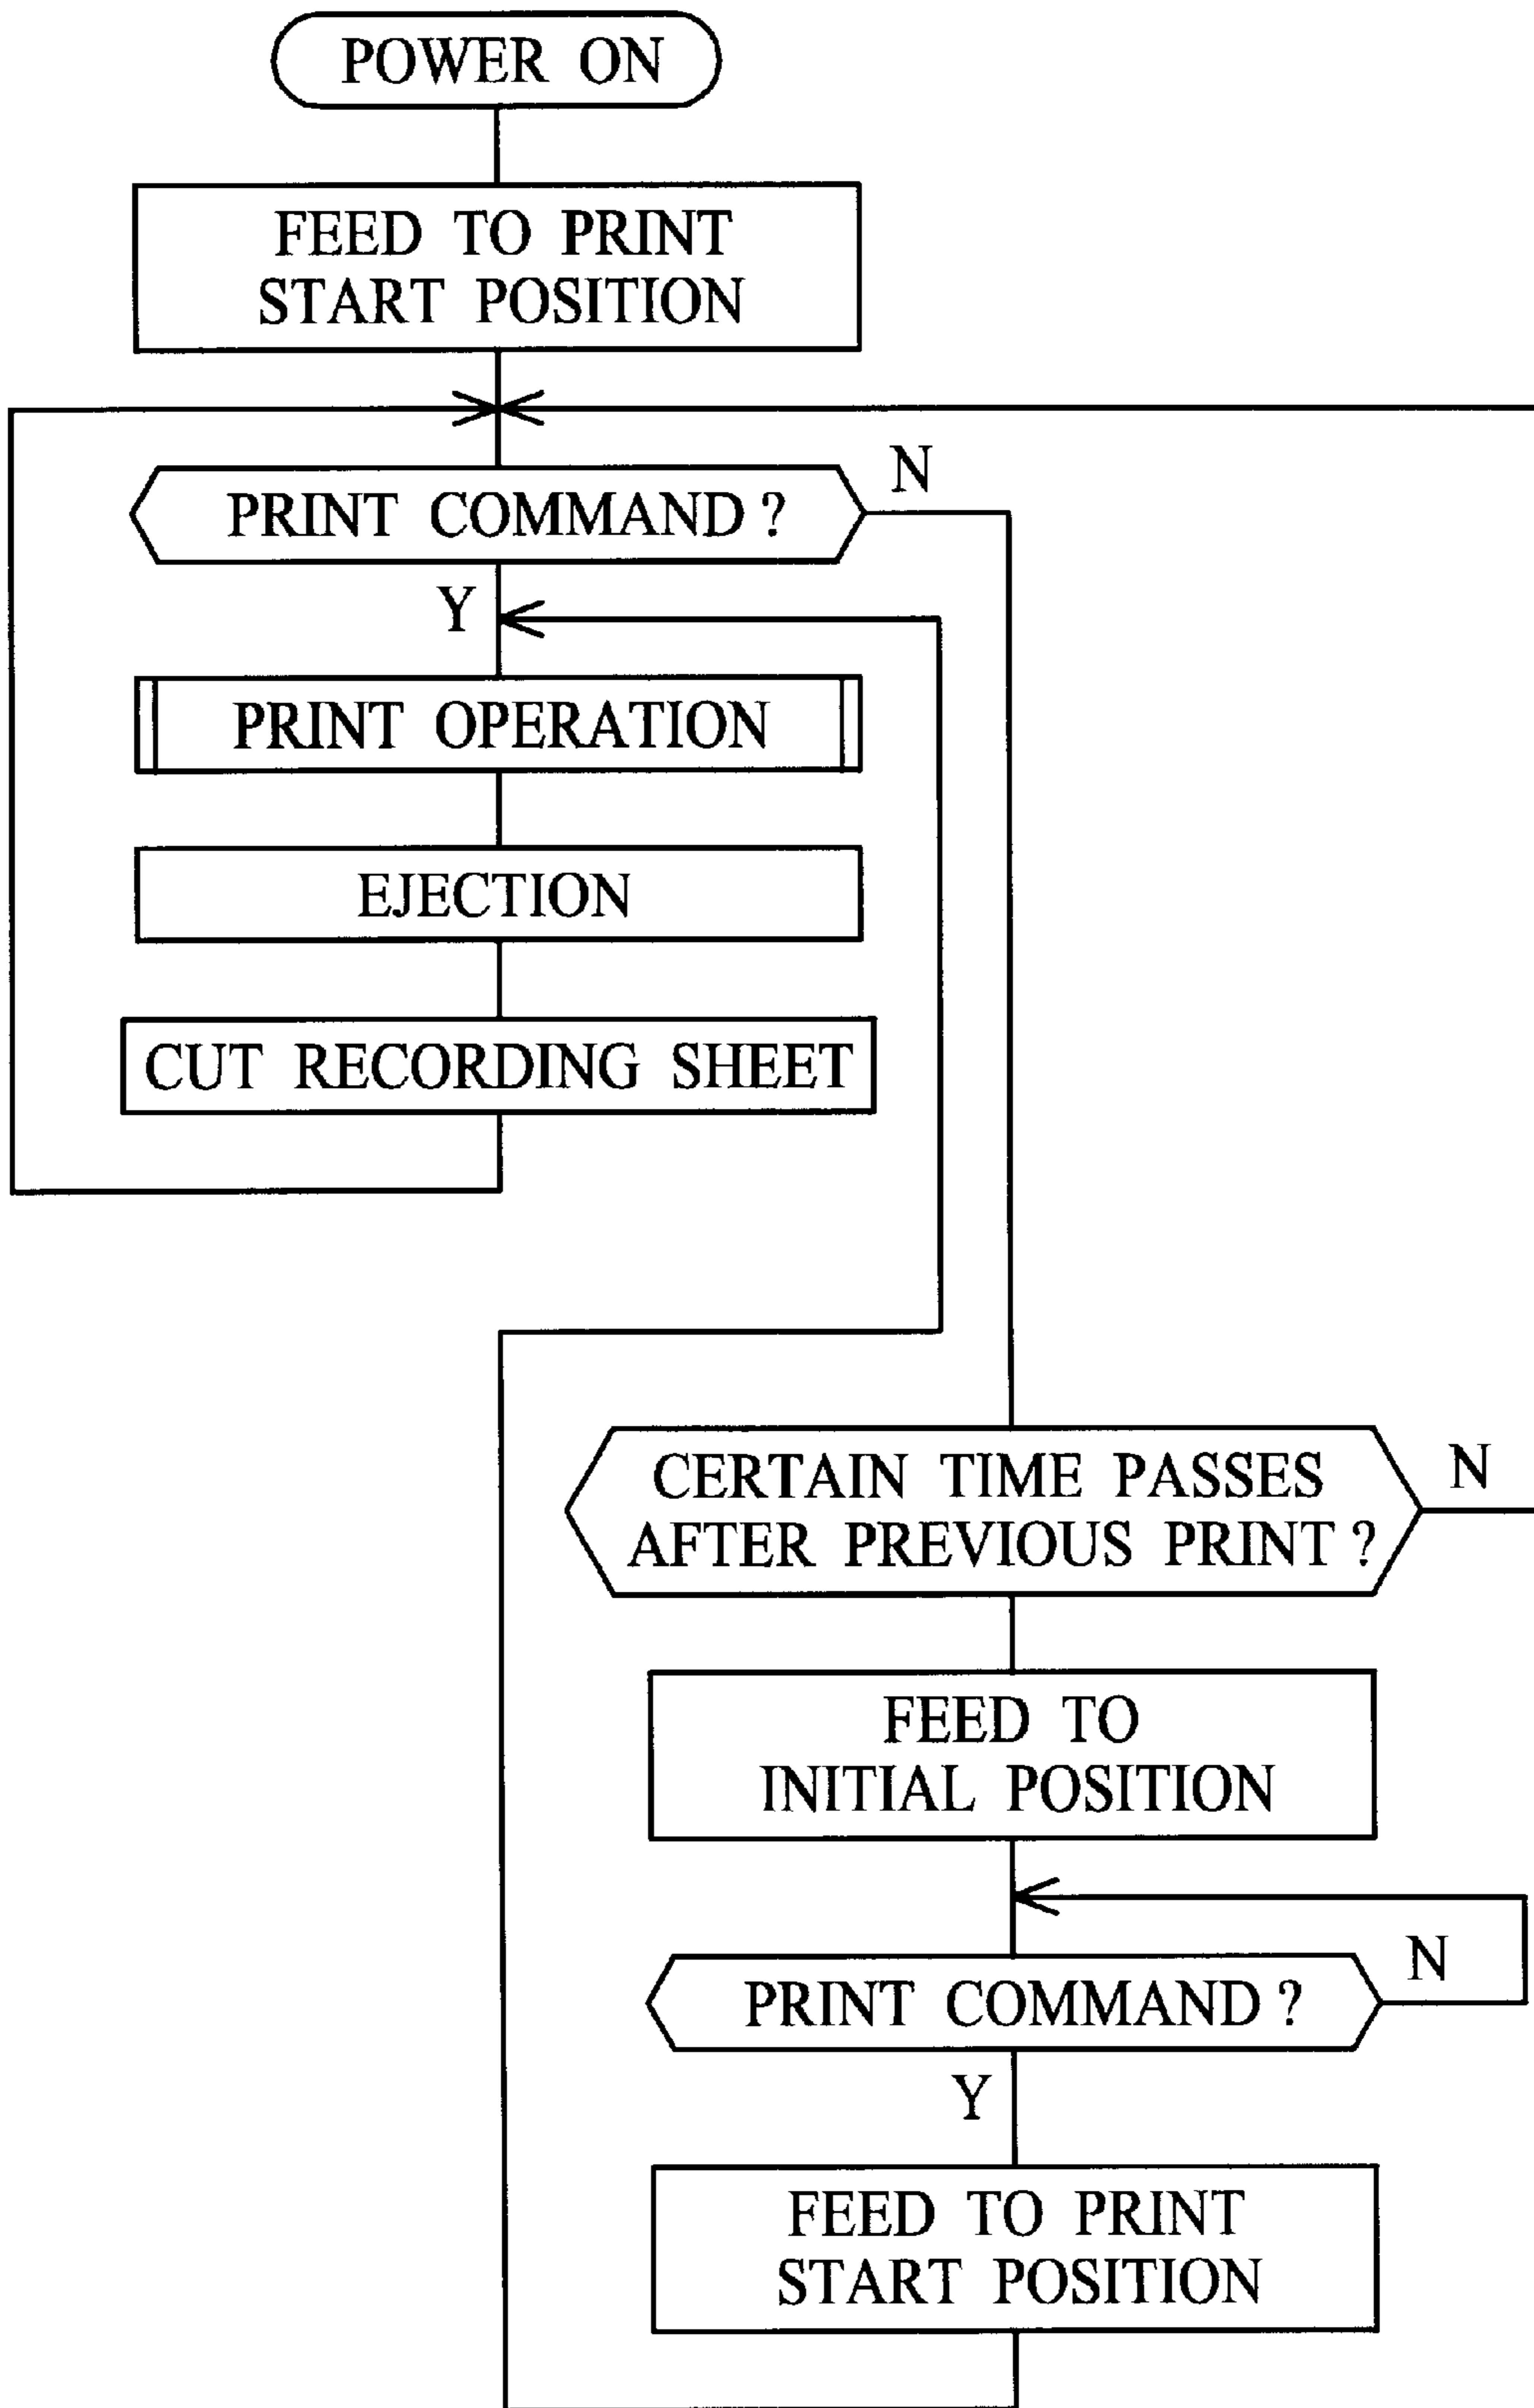 POWER ON
FEED TO PRINT
START POSITION
PRINT COMMAND ?
N
Y
PRINT OPERATION
EJECTION
CUT RECORDING SHEET
CERTAIN TIME PASSES
AFTER PREVIOUS PRINT ?
N
FEED TO
INITIAL POSITION
PRINT COMMAND ?
N
Y
FEED TO PRINT
START POSITION